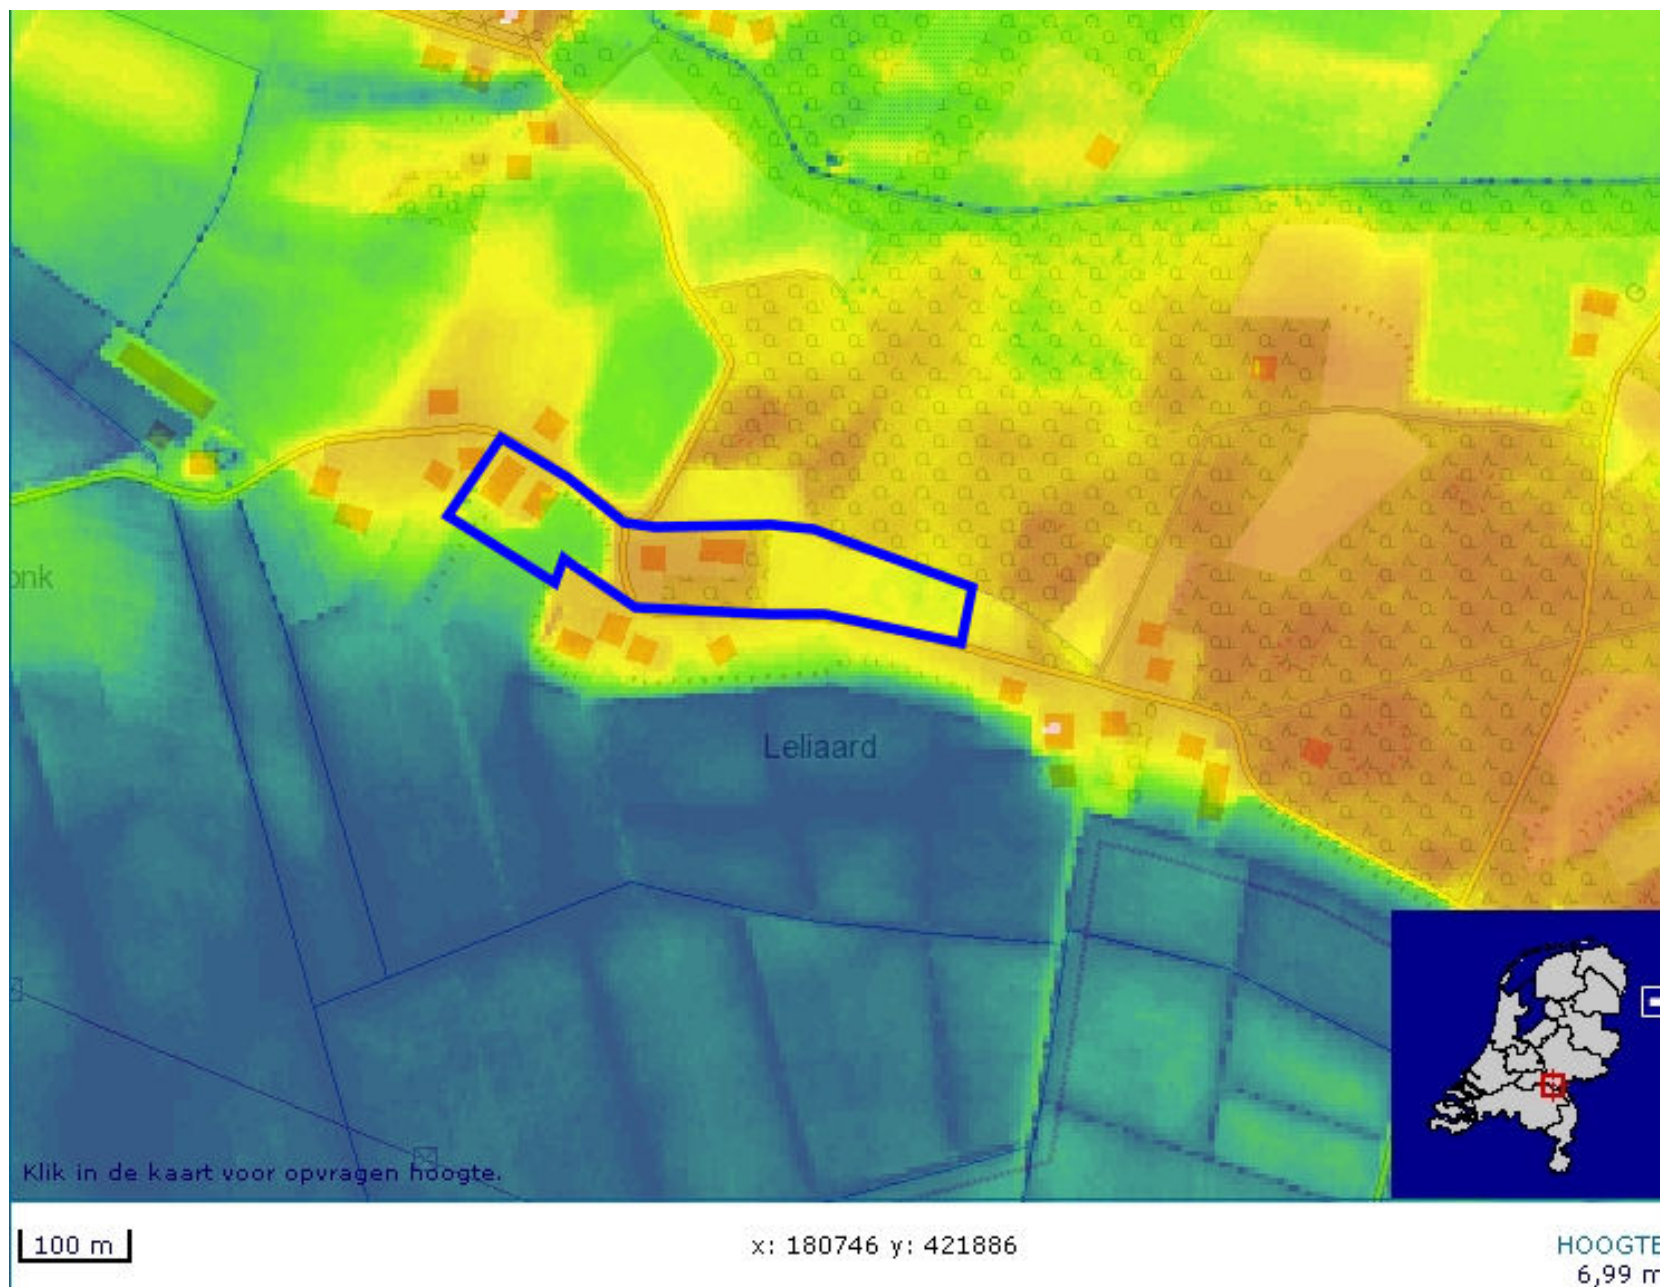 onk
Leliaard
Klik in de kaart voor opvragen hoogte.
100 m
x: 180746 y: 421886
HOOGTE
6,99 m